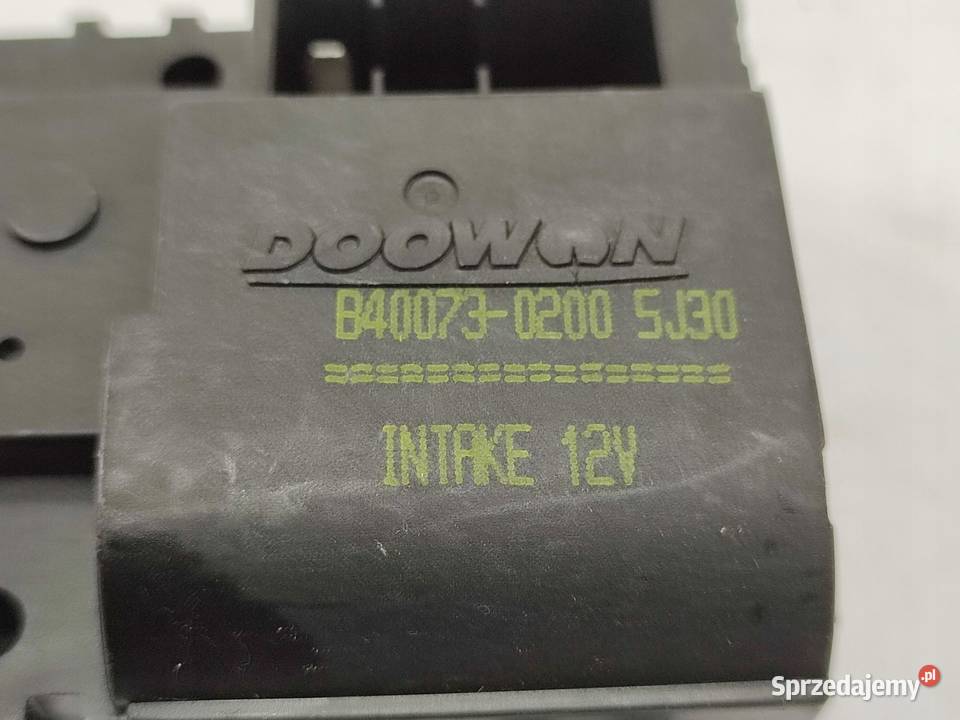 DOOWON
B40073-0200 5J30
================
INTAKE 12V
Sprzedajemy.pl